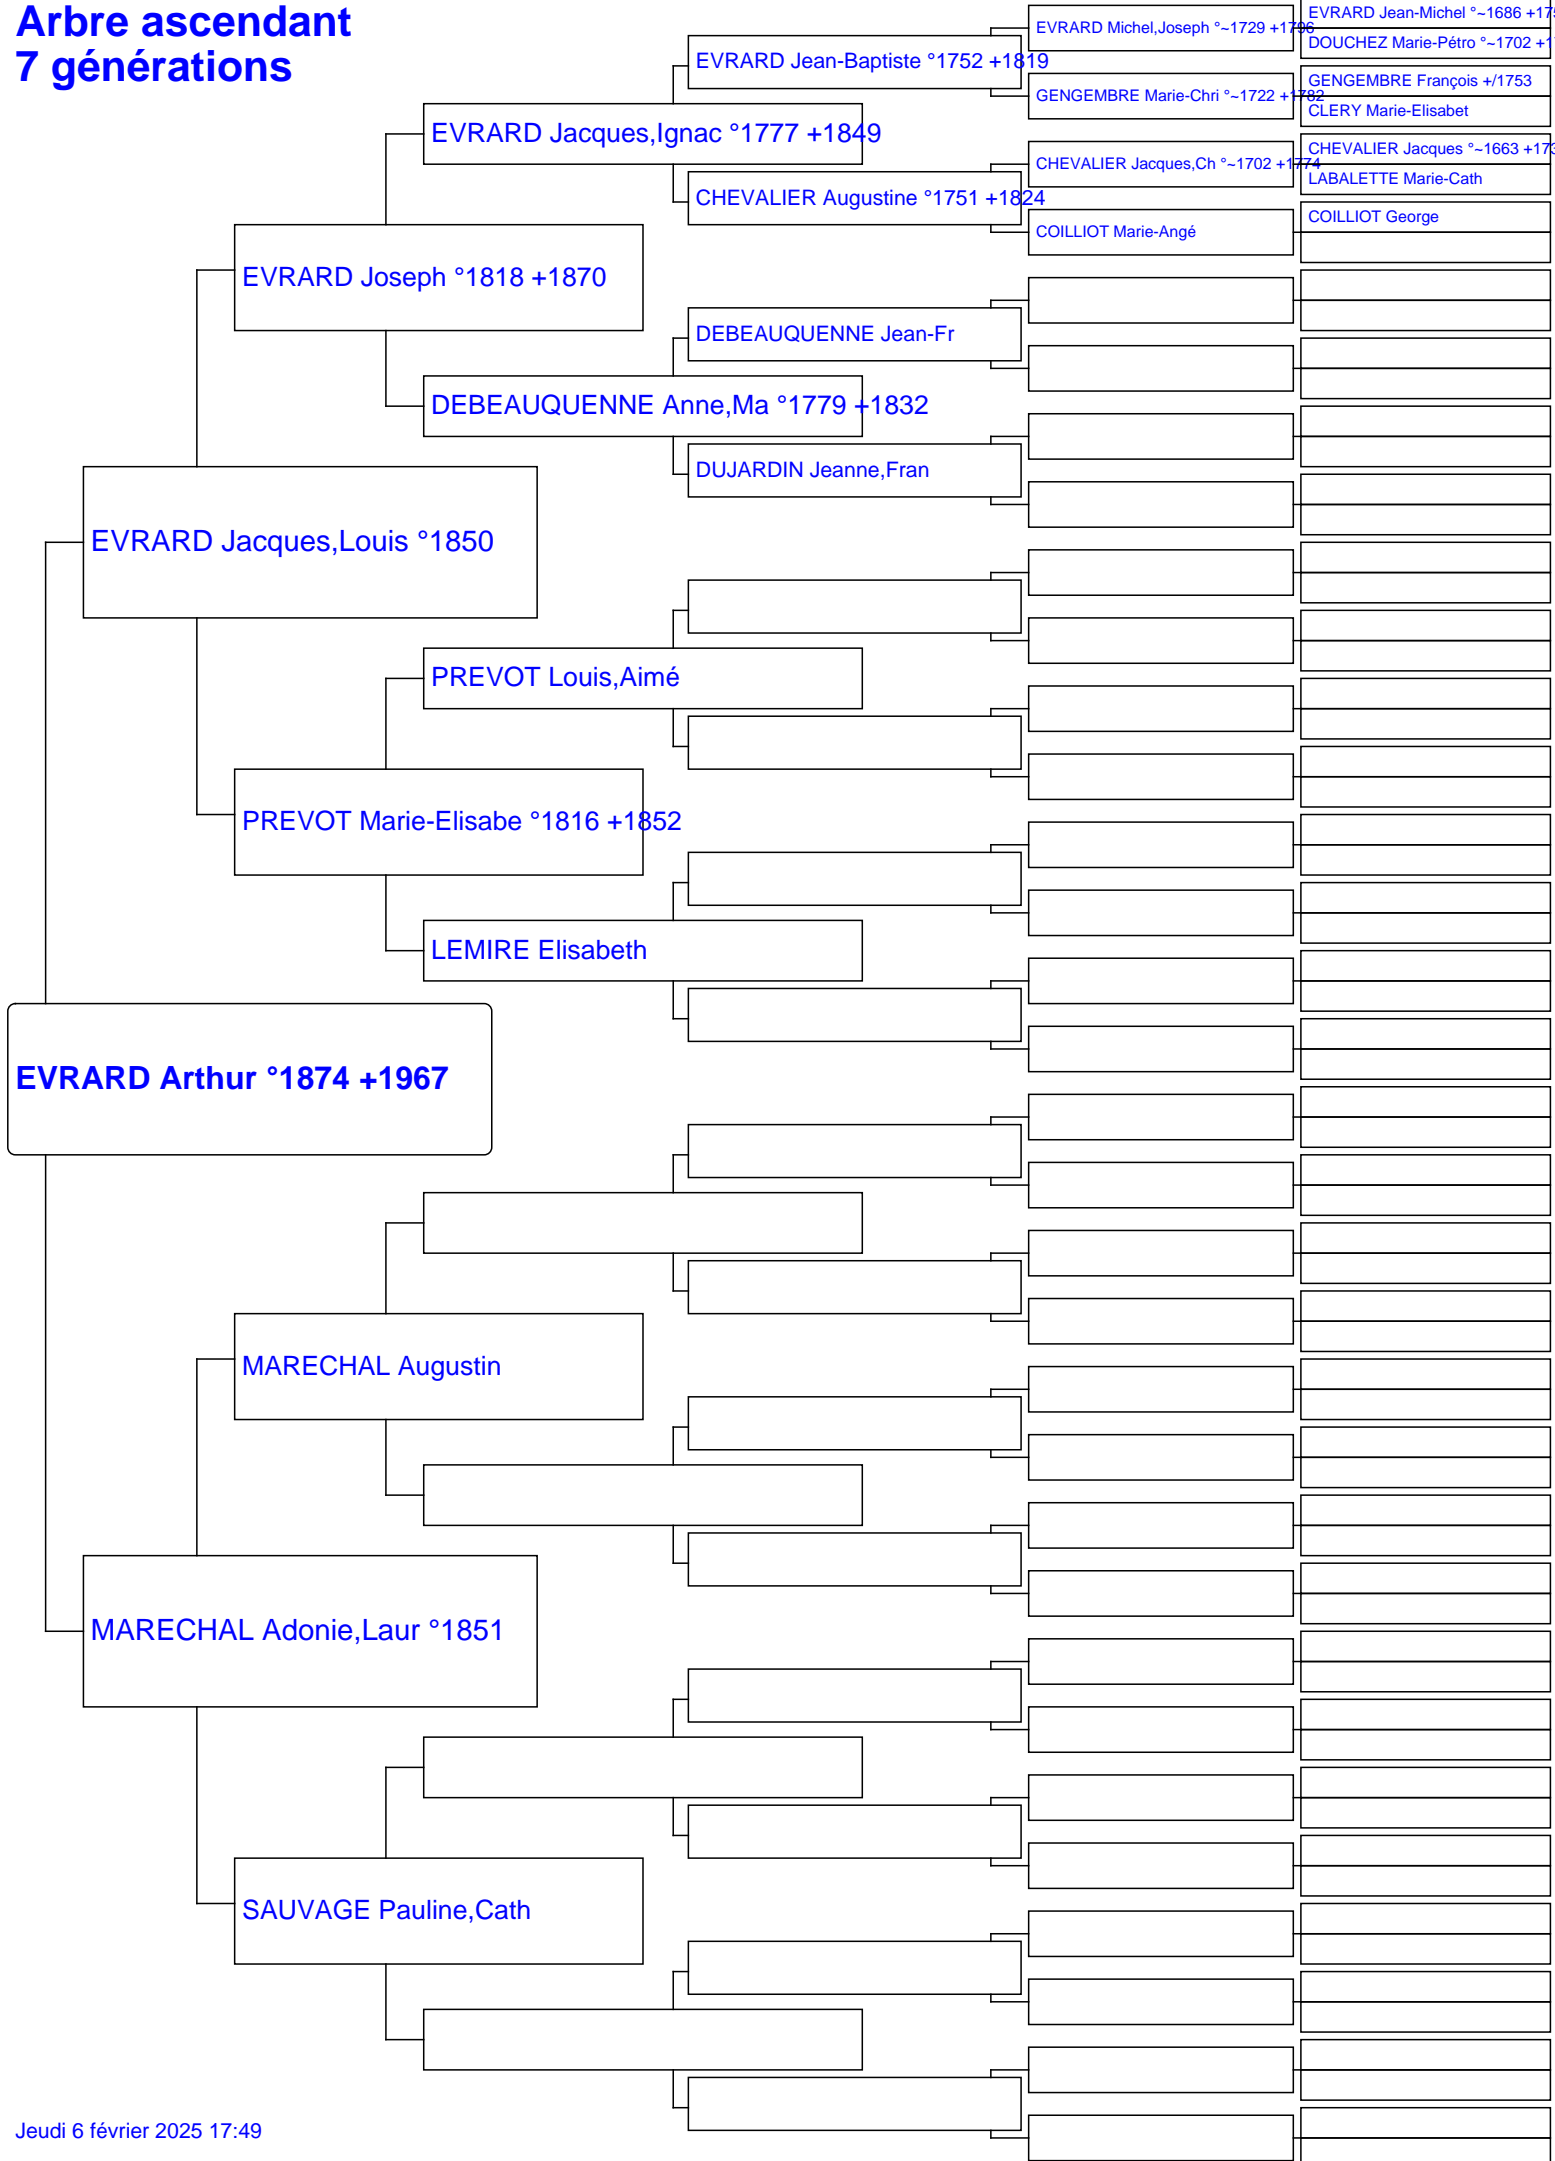 Arbre ascendant
7 générations
EVRARD Jean-Michel °~1686
EVRARD Michel,Joseph °~1729 +1796
DOUCHEZ Marie-Pétro °~1702
EVRARD Jean-Baptiste °1752 +1819
GENGEMBRE François +/1753
GENGEMBRE Marie-Chri °~1722 +1782
CLERY Marie-Elisabet
EVRARD Jacques,Ignac °1777 +1849
CHEVALIER Jacques °~1663
CHEVALIER Jacques,Ch °~1702 +1774
LABALETTE Marie-Cath
CHEVALIER Augustine °1751 +1824
COILLIOT George
COILLIOT Marie-Angé
EVRARD Joseph °1818 +1870
DEBEAUQUENNE Jean-Fr
DEBEAUQUENNE Anne,Ma °1779 +1832
DUJARDIN Jeanne,Fran
EVRARD Jacques,Louis °1850
PREVOT Louis,Aimé
PREVOT Marie-Elisabe °1816 +1852
LEMIRE Elisabeth
EVRARD Arthur °1874 +1967
MARECHAL Augustin
MARECHAL Adonie,Laur °1851
SAUVAGE Pauline,Cath
Jeudi 6 février 2025 17:49